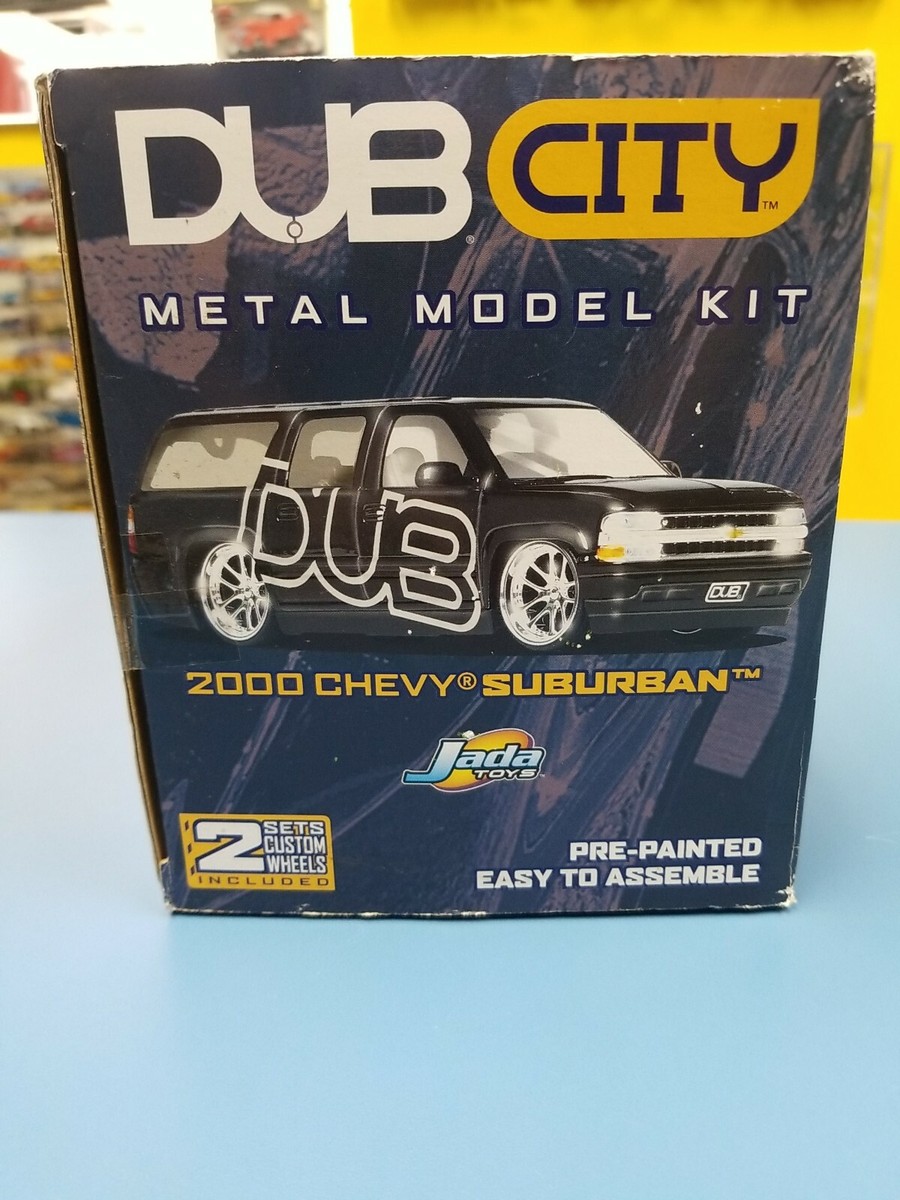 DUB® CITY™
METAL MODEL KIT
DUB
DUB
2000 CHEVY® SUBURBAN™
Jada
TOYS
2 SETS
CUSTOM
WHEELS
INCLUDED
PRE-PAINTED
EASY TO ASSEMBLE